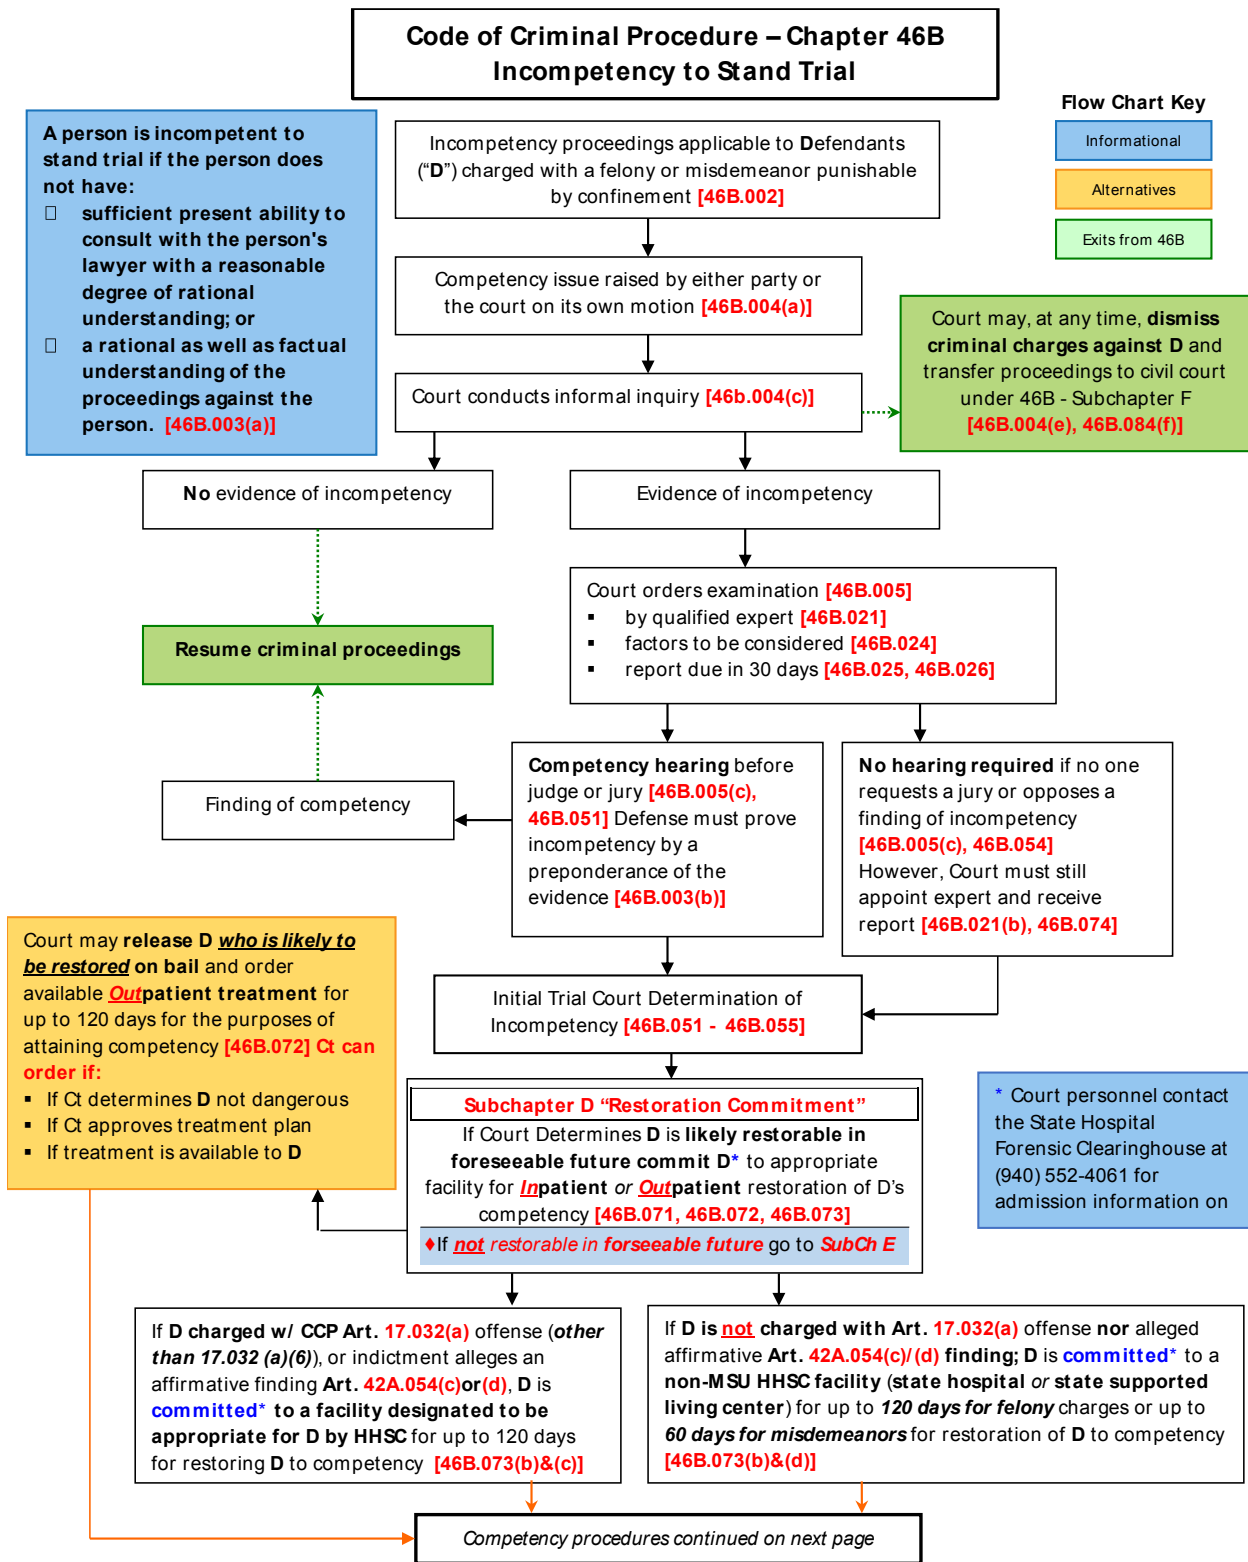 Code of Criminal Procedure – Chapter 46B
Incompetency to Stand Trial
Flow Chart Key
Informational
Alternatives
Exits from 46B
A person is incompetent to
stand trial if the person does
not have:
sufficient present ability to
consult with the person's
lawyer with a reasonable
degree of rational
understanding; or
a rational as well as factual
understanding of the
proceedings against the
person. [46B.003(a)]
Incompetency proceedings applicable to Defendants
("D") charged with a felony or misdemeanor punishable
by confinement [46B.002]
Competency issue raised by either party or
the court on its own motion [46B.004(a)]
Court may, at any time, dismiss
criminal charges against D and
transfer proceedings to civil court
under 46B - Subchapter F
[46B.004(e), 46B.084(f)]
Court conducts informal inquiry [46b.004(c)]
No evidence of incompetency
Evidence of incompetency
Court orders examination [46B.005]
▪ by qualified expert [46B.021]
▪ factors to be considered [46B.024]
▪ report due in 30 days [46B.025, 46B.026]
Resume criminal proceedings
Finding of competency
Competency hearing before
judge or jury [46B.005(c),
46B.051] Defense must prove
incompetency by a
preponderance of the
evidence [46B.003(b)]
No hearing required if no one
requests a jury or opposes a
finding of incompetency
[46B.005(c), 46B.054]
However, Court must still
appoint expert and receive
report [46B.021(b), 46B.074]
Court may release D who is likely to
be restored on bail and order
available Outpatient treatment for
up to 120 days for the purposes of
attaining competency [46B.072] Ct can
order if:
▪ If Ct determines D not dangerous
▪ If Ct approves treatment plan
▪ If treatment is available to D
Initial Trial Court Determination of
Incompetency [46B.051 - 46B.055]
Subchapter D "Restoration Commitment"
If Court Determines D is likely restorable in
foreseeable future commit D* to appropriate
facility for Inpatient or Outpatient restoration of D's
competency [46B.071, 46B.072, 46B.073]
♦If not restorable in forseeable future go to SubCh E
* Court personnel contact
the State Hospital
Forensic Clearinghouse at
(940) 552-4061 for
admission information on
If D charged w/ CCP Art. 17.032(a) offense (other
than 17.032 (a)(6)), or indictment alleges an
affirmative finding Art. 42A.054(c)or(d), D is
committed* to a facility designated to be
appropriate for D by HHSC for up to 120 days
for restoring D to competency [46B.073(b)&(c)]
If D is not charged with Art. 17.032(a) offense nor alleged
affirmative Art. 42A.054(c)/(d) finding; D is committed* to a
non-MSU HHSC facility (state hospital or state supported
living center) for up to 120 days for felony charges or up to
60 days for misdemeanors for restoration of D to competency
[46B.073(b)&(d)]
Competency procedures continued on next page